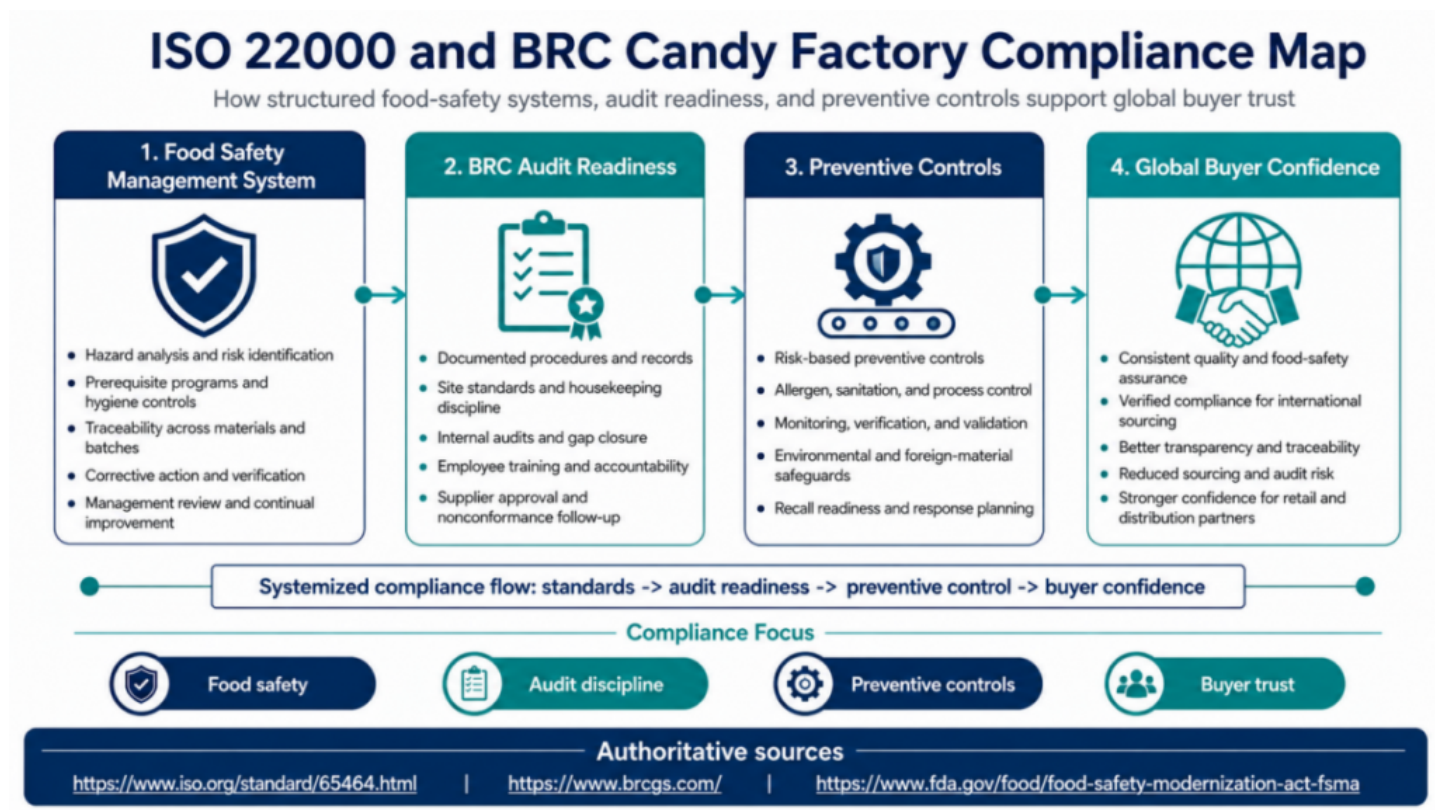 ISO 22000 and BRC Candy Factory Compliance Map
How structured food-safety systems, audit readiness, and preventive controls support global buyer trust
1. Food Safety
Management System
Hazard analysis and risk identification
Prerequisite programs and
hygiene controls
Traceability across materials and
batches
Corrective action and verification
Management review and continual
improvement
2. BRC Audit Readiness
Documented procedures and records
Site standards and housekeeping
discipline
Internal audits and gap closure
Employee training and accountability
Supplier approval and
nonconformance follow-up
3. Preventive Controls
Risk-based preventive controls
Allergen, sanitation, and process control
Monitoring, verification, and validation
Environmental and foreign-material
safeguards
Recall readiness and response planning
4. Global Buyer Confidence
Consistent quality and food-safety
assurance
Verified compliance for international
sourcing
Better transparency and traceability
Reduced sourcing and audit risk
Stronger confidence for retail and
distribution partners
Systemized compliance flow: standards -> audit readiness -> preventive control -> buyer confidence
Compliance Focus
Food safety
Audit discipline
Preventive controls
Buyer trust
Authoritative sources
https://www.iso.org/standard/65464.html | https://www.brcgs.com/ | https://www.fda.gov/food/food-safety-modernization-act-fsma